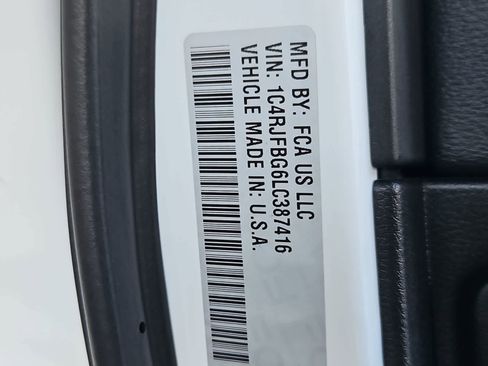 MFD BY: FCA US LLC
VIN: 1C4RJFBG6LC387416
VEHICLE MADE IN: U.S.A.